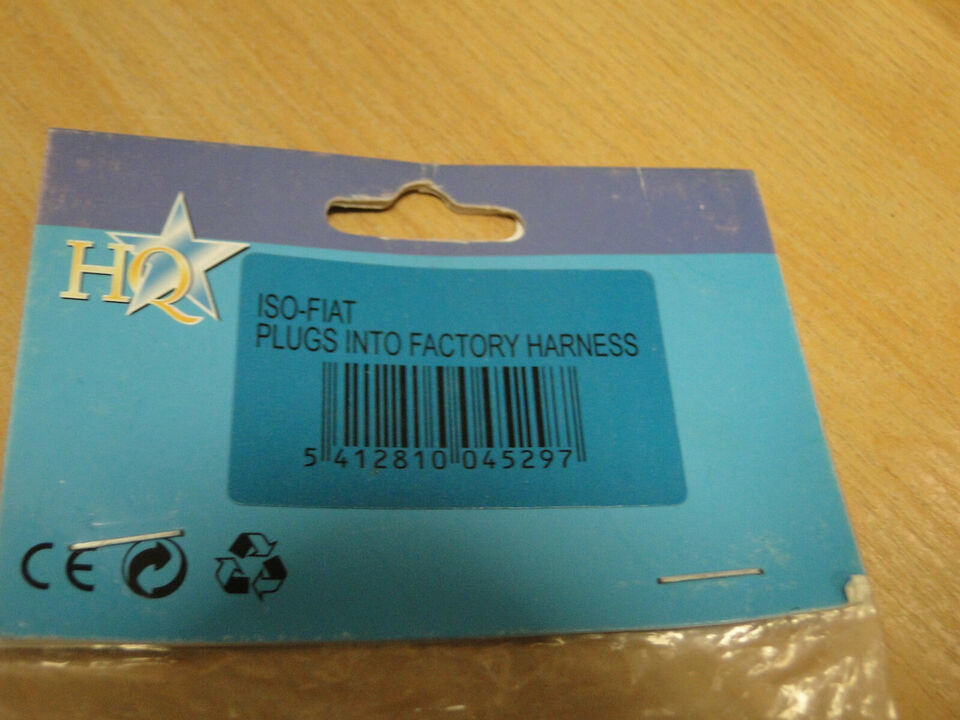 HQ
ISO-FIAT
PLUGS INTO FACTORY HARNESS
5 412810 045297
CE